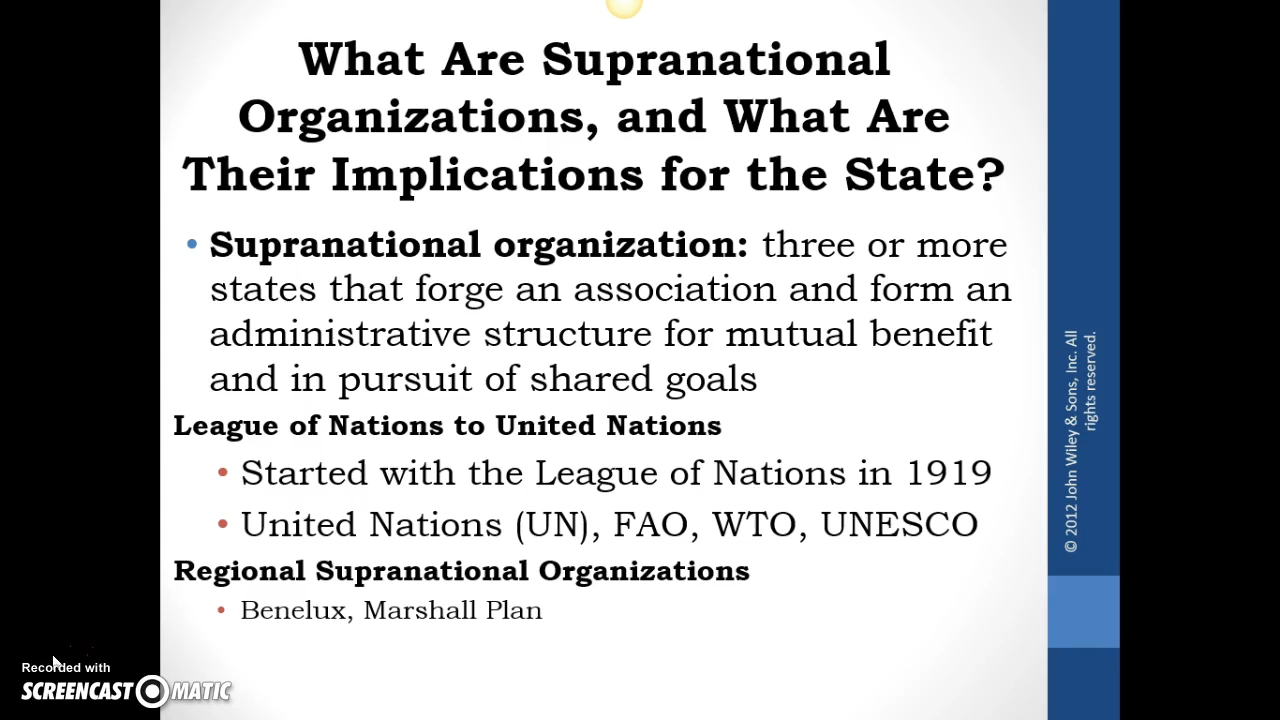 What Are Supranational
Organizations, and What Are
Their Implications for the State?
• Supranational organization: three or more
states that forge an association and form an
administrative structure for mutual benefit
and in pursuit of shared goals
League of Nations to United Nations
• Started with the League of Nations in 1919
• United Nations (UN), FAO, WTO, UNESCO
Regional Supranational Organizations
• Benelux, Marshall Plan
© 2012 John Wiley & Sons, Inc. All
rights reserved.
Recorded with
SCREENCAST MATIC